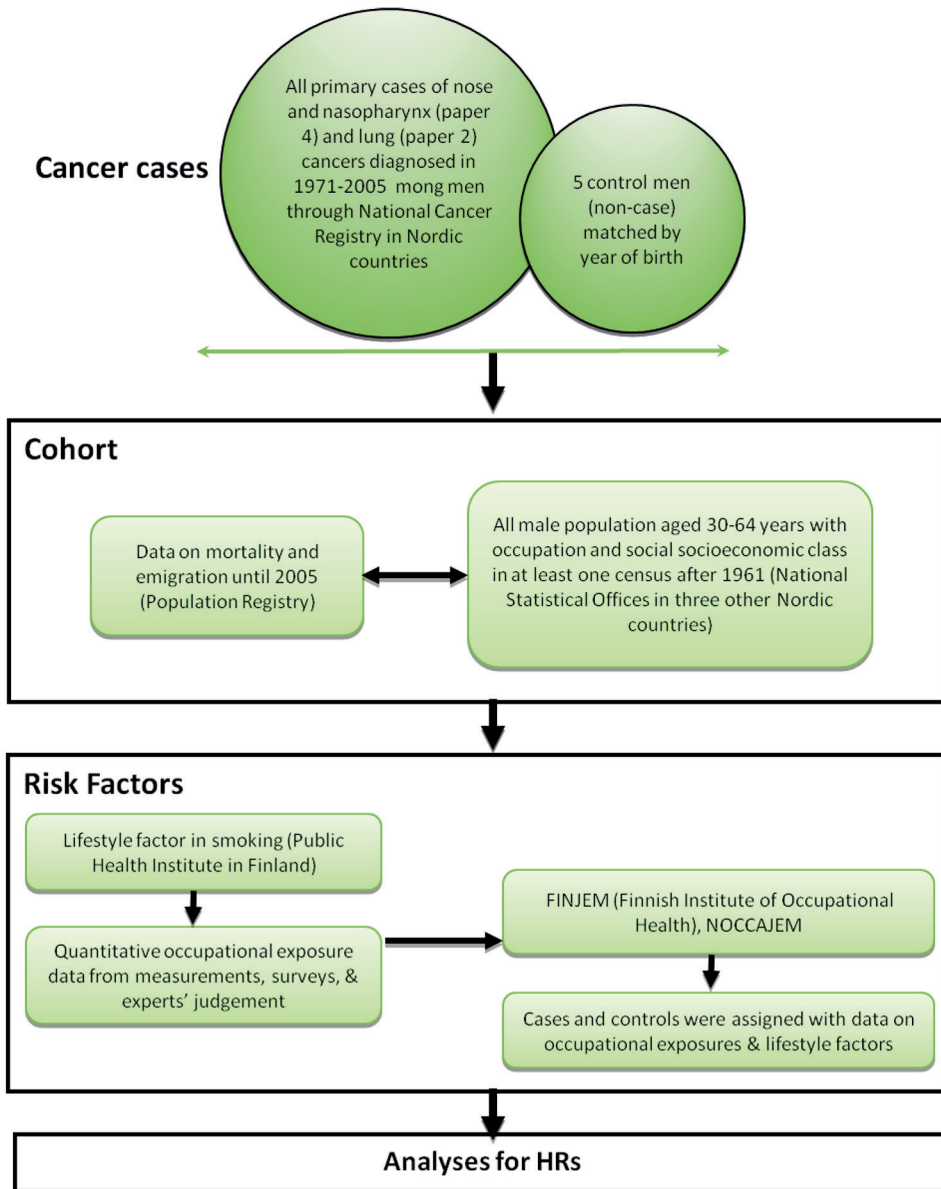 All primary cases of nose
and nasopharynx (paper
4) and lung (paper 2)
cancers diagnosed in
1971-2005 mong men
through National Cancer
Registry in Nordic
countries
Cancer cases
5 control men
(non-case)
matched by
year of birth
Cohort
Data on mortality and
emigration until 2005
(Population Registry)
All male population aged 30-64 years with
occupation and social socioeconomic class
in at least one census after 1961 (National
Statistical Offices in three other Nordic
countries)
Risk Factors
Lifestyle factor in smoking (Public
Health Institute in Finland)
Quantitative occupational exposure
data from measurements, surveys, &
experts’ judgement
FINJEM (Finnish Institute of Occupational
Health), NOCCAJEM
Cases and controls were assigned with data on
occupational exposures & lifestyle factors
Analyses for HRs